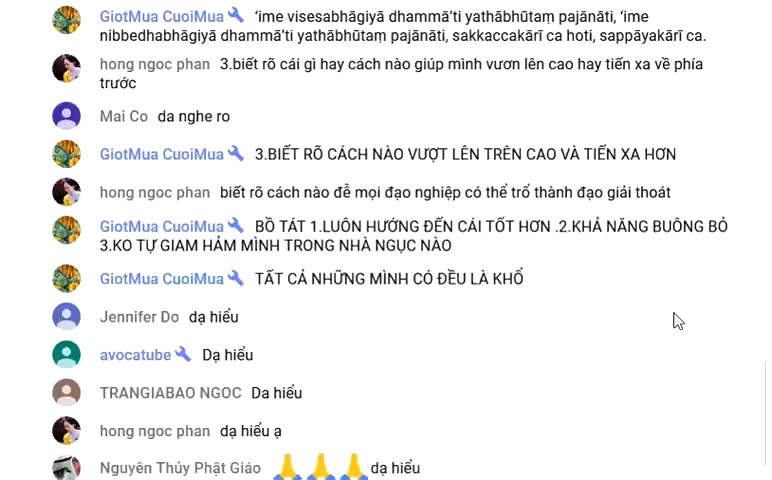 GiotMua CuoiMua 'ime visesabhāgiyā dhammā'ti yathābhūtaṃ pajānāti, 'ime
nibbedhabhāgiyā dhammā'ti yathābhūtaṃ pajānāti, sakkaccakārī ca hoti, sappāyakārī ca.
hong ngoc phan 3.biết rõ cái gì hay cách nào giúp mình vươn lên cao hay tiến xa về phía
trước
Mai Co da nghe ro
GiotMua CuoiMua 3.BIẾT RÕ CÁCH NÀO VƯỢT LÊN TRÊN CAO VÀ TIẾN XA HƠN
hong ngoc phan biết rõ cách nào đễ mọi đạo nghiệp có thể trổ thành đạo giải thoát
GiotMua CuoiMua BỒ TÁT 1.LUÔN HƯỚNG ĐẾN CÁI TỐT HƠN .2.KHẢ NĂNG BUÔNG BỎ
3.KO TỰ GIAM HẢM MÌNH TRONG NHÀ NGỤC NÀO
GiotMua CuoiMua TẤT CẢ NHỮNG MÌNH CÓ ĐỀU LÀ KHỔ
Jennifer Do dạ hiểu
avocatube Dạ hiểu
TRANGIABAO NGOC Da hiểu
hong ngoc phan dạ hiểu ạ
Nguyên Thủy Phật Giáo 🙏🙏🙏 dạ hiểu